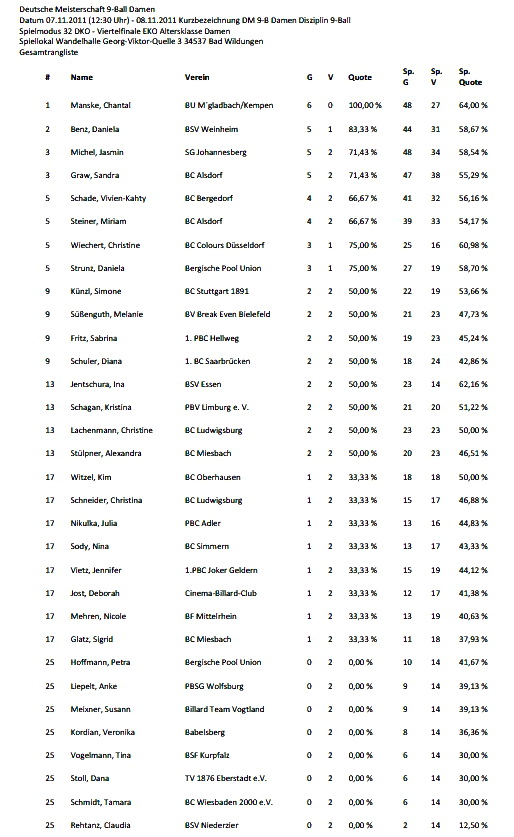 Deutsche Meisterschaft 9-Ball Damen
Datum 07.11.2011 (12:30 Uhr) - 08.11.2011 Kurzbezeichnung DM 9-B Damen Disziplin 9-Ball
Spielmodus 32 DKO - Viertelfinale EKO Altersklasse Damen
Spiellokal Wandelhalle Georg-Viktor-Quelle 3 34537 Bad Wildungen
Gesamtrangliste
# Name Verein G V Quote Sp. G Sp. V Sp. Quote
1 Manske, Chantal BU M´gladbach/Kempen 6 0 100,00 % 48 27 64,00 %
2 Benz, Daniela BSV Weinheim 5 1 83,33 % 44 31 58,67 %
3 Michel, Jasmin SG Johannesberg 5 2 71,43 % 48 34 58,54 %
3 Graw, Sandra BC Alsdorf 5 2 71,43 % 47 38 55,29 %
5 Schade, Vivien-Kahty BC Bergedorf 4 2 66,67 % 41 32 56,16 %
5 Steiner, Miriam BC Alsdorf 4 2 66,67 % 39 33 54,17 %
5 Wiechert, Christine BC Colours Düsseldorf 3 1 75,00 % 25 16 60,98 %
5 Strunz, Daniela Bergische Pool Union 3 1 75,00 % 27 19 58,70 %
9 Künzl, Simone BC Stuttgart 1891 2 2 50,00 % 22 19 53,66 %
9 Süßenguth, Melanie BV Break Even Bielefeld 2 2 50,00 % 21 23 47,73 %
9 Fritz, Sabrina 1. PBC Hellweg 2 2 50,00 % 19 23 45,24 %
9 Schuler, Diana 1. BC Saarbrücken 2 2 50,00 % 18 24 42,86 %
13 Jentschura, Ina BSV Essen 2 2 50,00 % 23 14 62,16 %
13 Schagan, Kristina PBV Limburg e. V. 2 2 50,00 % 21 20 51,22 %
13 Lachenmann, Christine BC Ludwigsburg 2 2 50,00 % 23 23 50,00 %
13 Stülpner, Alexandra BC Miesbach 2 2 50,00 % 20 23 46,51 %
17 Witzel, Kim BC Oberhausen 1 2 33,33 % 18 18 50,00 %
17 Schneider, Christina BC Ludwigsburg 1 2 33,33 % 15 17 46,88 %
17 Nikulka, Julia PBC Adler 1 2 33,33 % 13 16 44,83 %
17 Sody, Nina BC Simmern 1 2 33,33 % 13 17 43,33 %
17 Vietz, Jennifer 1.PBC Joker Geldern 1 2 33,33 % 15 19 44,12 %
17 Jost, Deborah Cinema-Billard-Club 1 2 33,33 % 12 17 41,38 %
17 Mehren, Nicole BF Mittelrhein 1 2 33,33 % 13 19 40,63 %
17 Glatz, Sigrid BC Miesbach 1 2 33,33 % 11 18 37,93 %
25 Hoffmann, Petra Bergische Pool Union 0 2 0,00 % 10 14 41,67 %
25 Liepelt, Anke PBSG Wolfsburg 0 2 0,00 % 9 14 39,13 %
25 Meixner, Susann Billard Team Vogtland 0 2 0,00 % 9 14 39,13 %
25 Kordian, Veronika Babelsberg 0 2 0,00 % 8 14 36,36 %
25 Vogelmann, Tina BSF Kurpfalz 0 2 0,00 % 6 14 30,00 %
25 Stoll, Dana TV 1876 Eberstadt e.V. 0 2 0,00 % 6 14 30,00 %
25 Schmidt, Tamara BC Wiesbaden 2000 e.V. 0 2 0,00 % 6 14 30,00 %
25 Rehtanz, Claudia BSV Niederzier 0 2 0,00 % 2 14 12,50 %